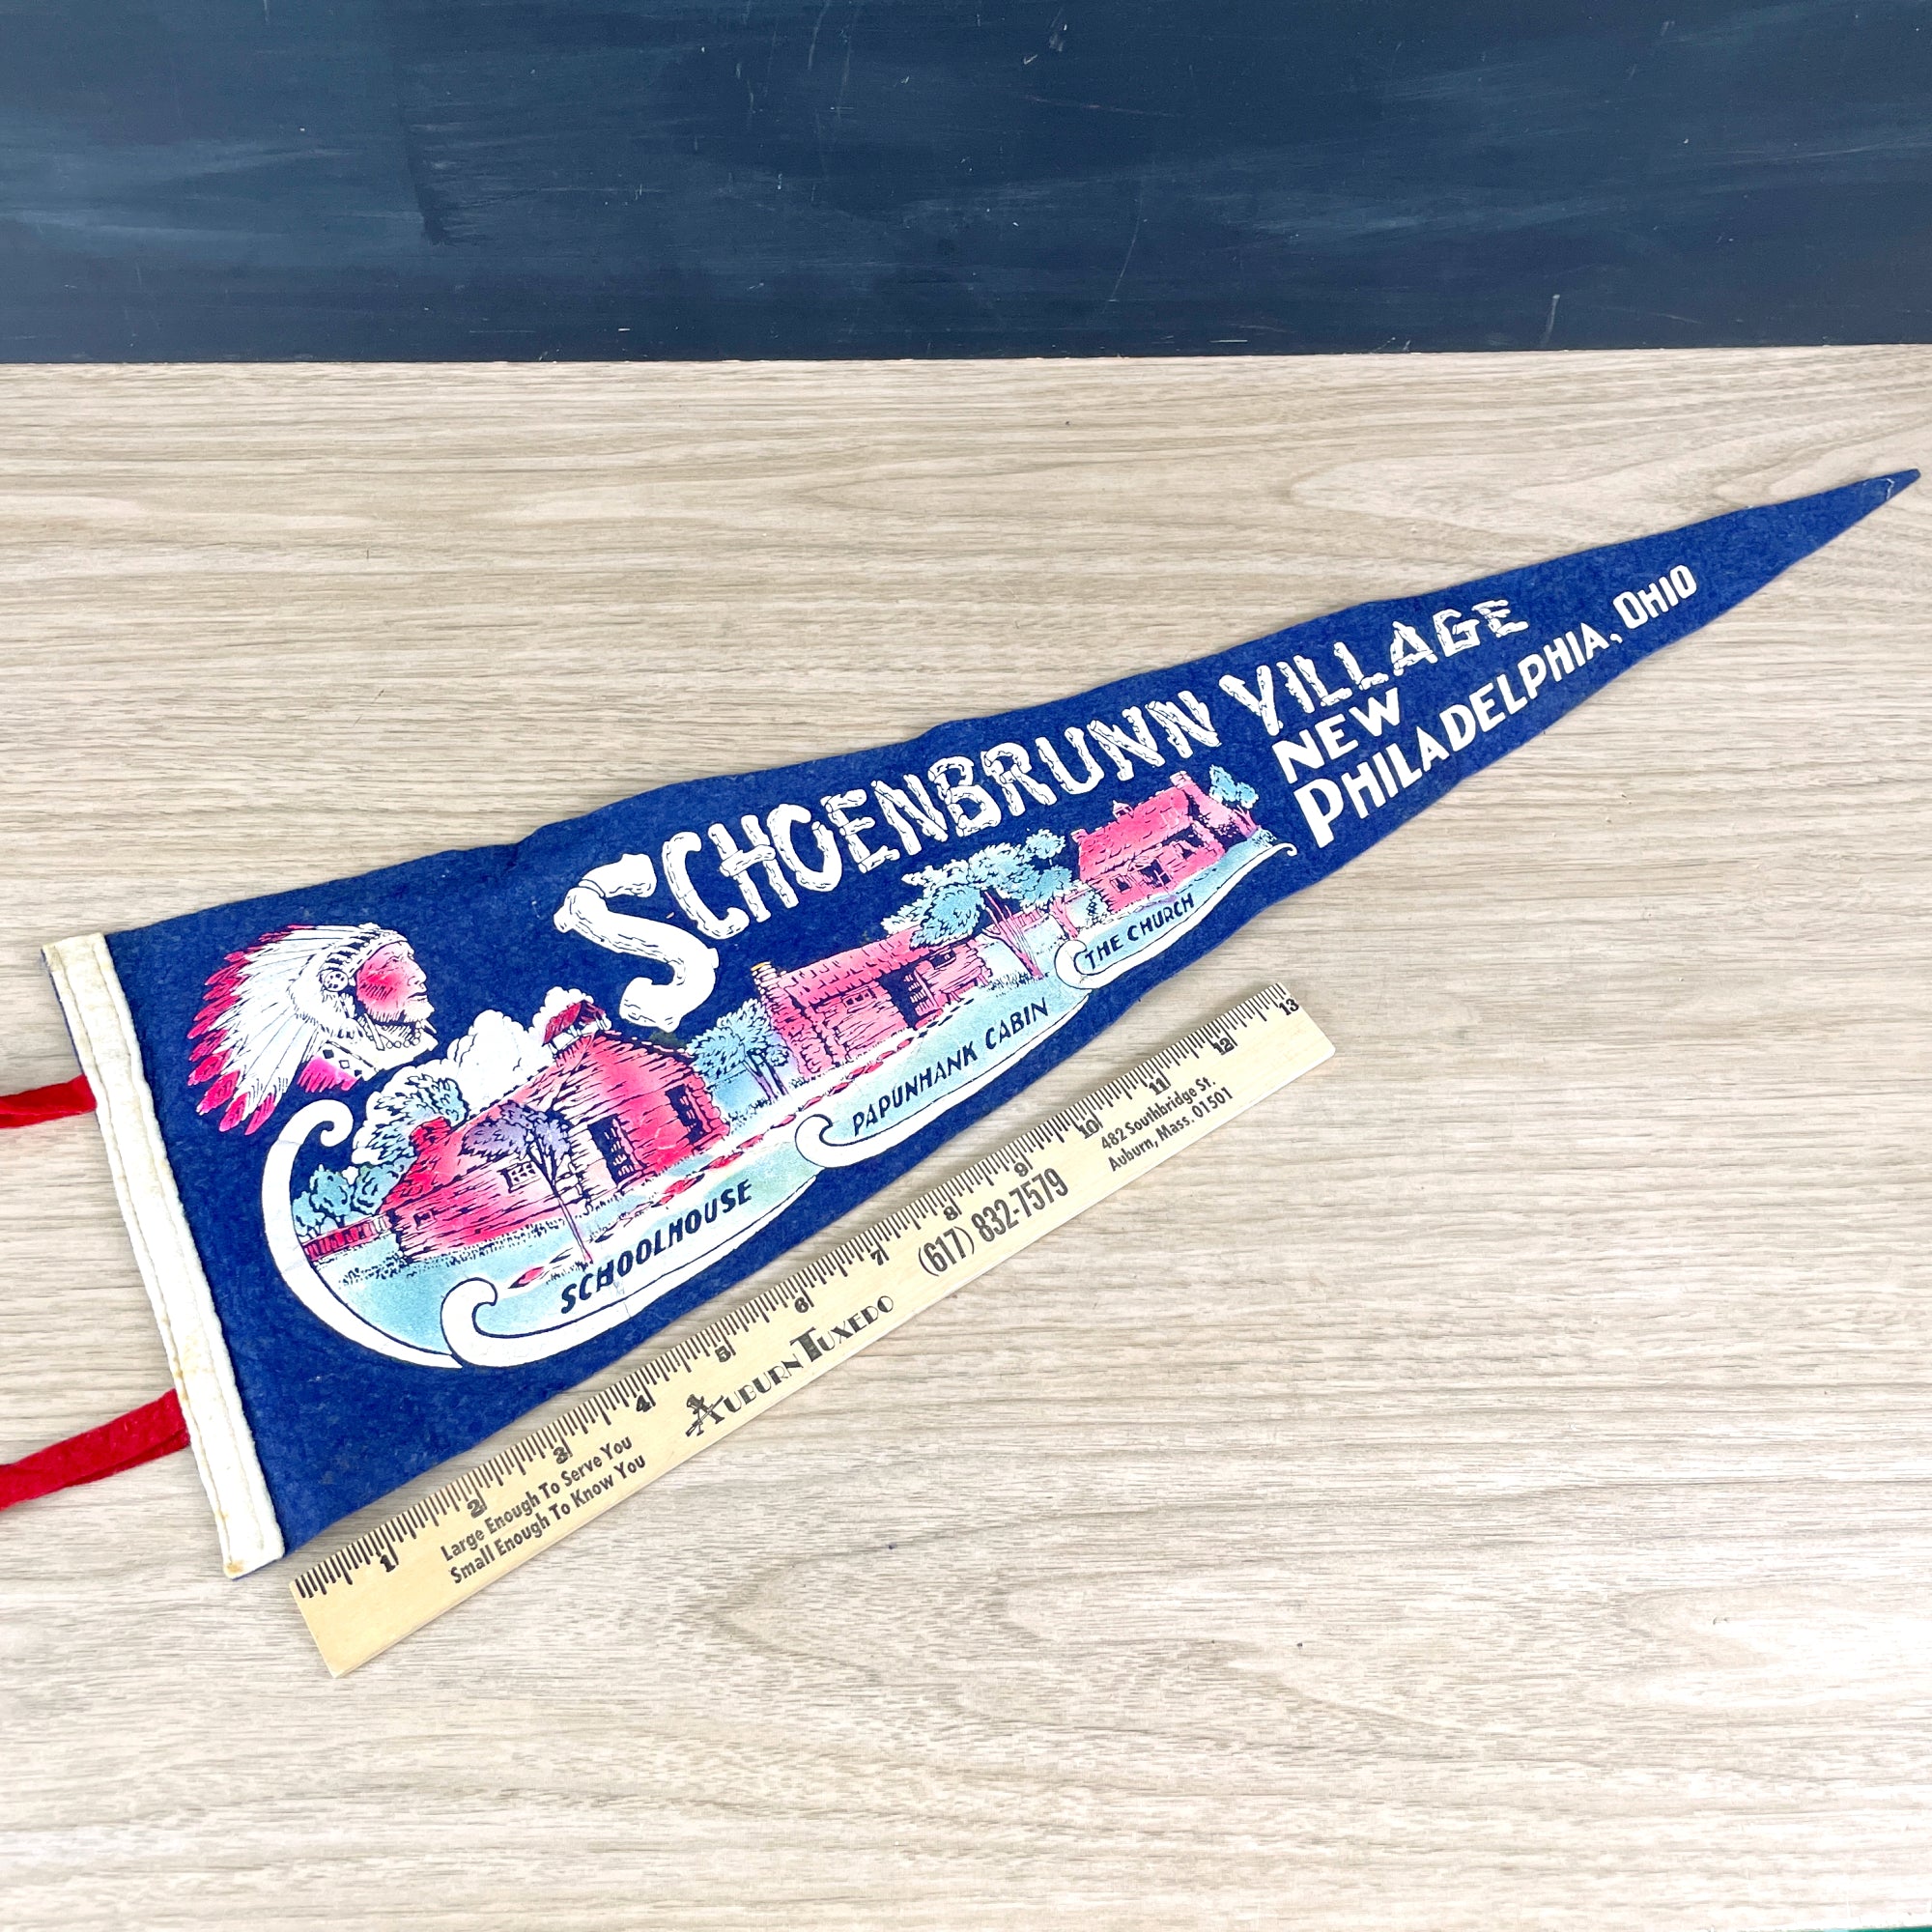 SCHOENBRUNN VILLAGE
NEW
PHILADELPHIA, OHIO
THE CHURCH
PAPUNHANK CABIN
SCHOOLHOUSE
1 2 3 4 5 6 7 8 9 10 11 12 13
Large Enough To Serve You
Small Enough To Know You
AUBURN TUXEDO
(617) 832-7579
482 Southbridge St.
Auburn, Mass. 01501